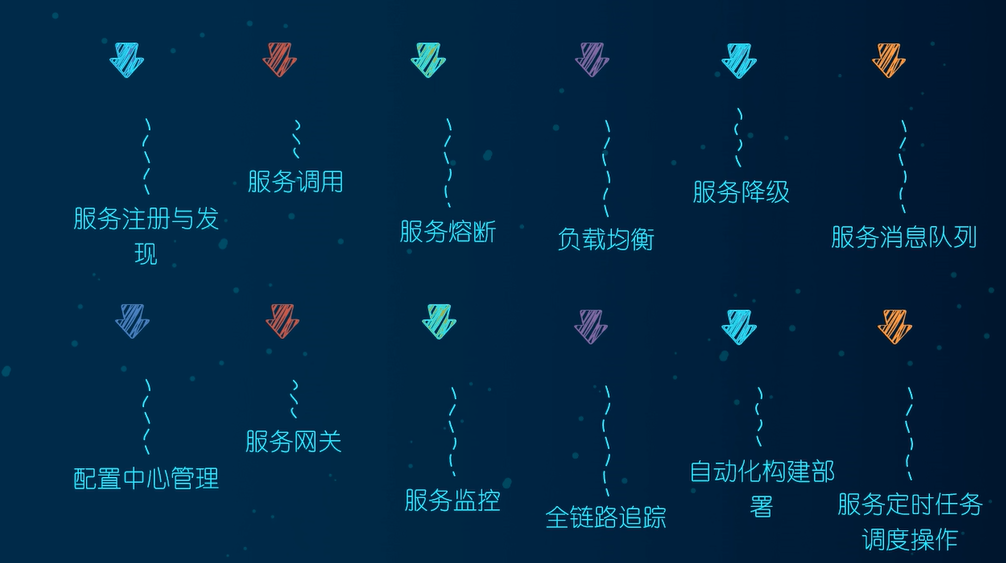 服务注册与发
现
服务调用
服务熔断
负载均衡
服务降级
服务消息队列
配置中心管理
服务网关
服务监控
全链路追踪
自动化构建部
署
服务定时任务
调度操作